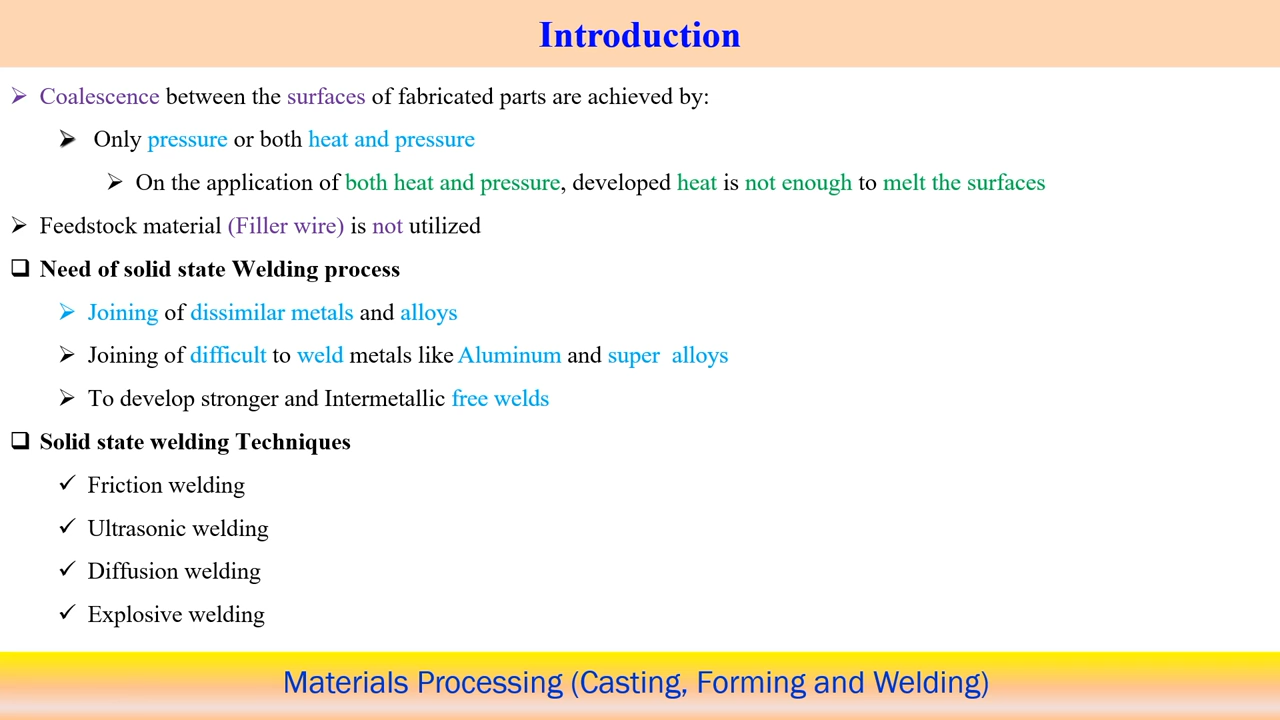 Introduction
Coalescence between the surfaces of fabricated parts are achieved by:
Only pressure or both heat and pressure
On the application of both heat and pressure, developed heat is not enough to melt the surfaces
Feedstock material (Filler wire) is not utilized
Need of solid state Welding process
Joining of dissimilar metals and alloys
Joining of difficult to weld metals like Aluminum and super alloys
To develop stronger and Intermetallic free welds
Solid state welding Techniques
Friction welding
Ultrasonic welding
Diffusion welding
Explosive welding
Materials Processing (Casting, Forming and Welding)